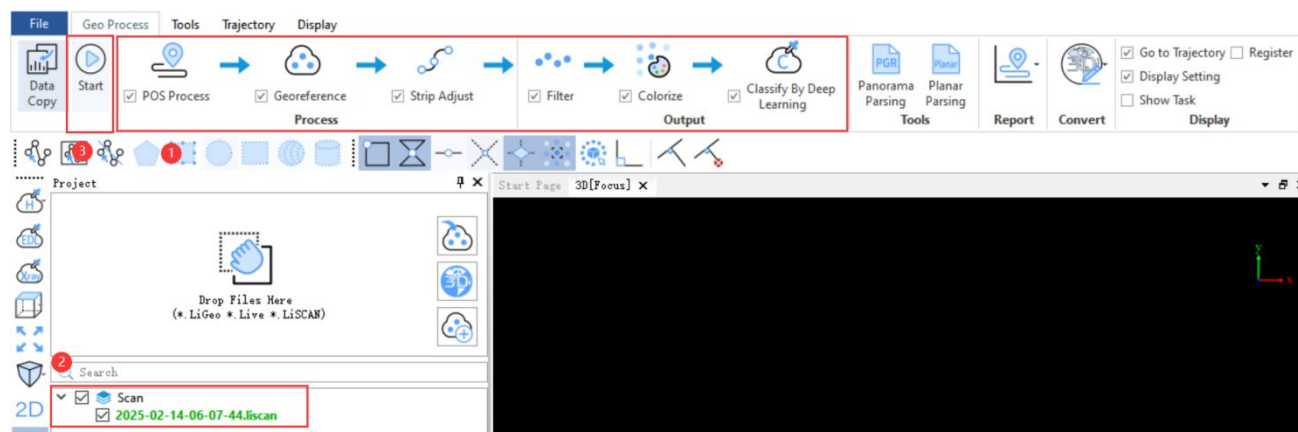 File Geo Process Tools Trajectory Display
Data Copy
Start
POS Process Georeference Strip Adjust Filter Colorize Classify By Deep Learning
Process Output
PGR Planar
Panorama Parsing Planar Parsing
Tools
Report Convert
Go to Trajectory Register
Display Setting
Show Task
Display
3 1
Project
Start Page 3D[Focus]
H
EDL
Xray
3D
Drop Files Here
(*.LiGeo *.Live *.LiSCAN)
Y
X
2
Search
Scan
2025-02-14-06-07-44.liscan
2D